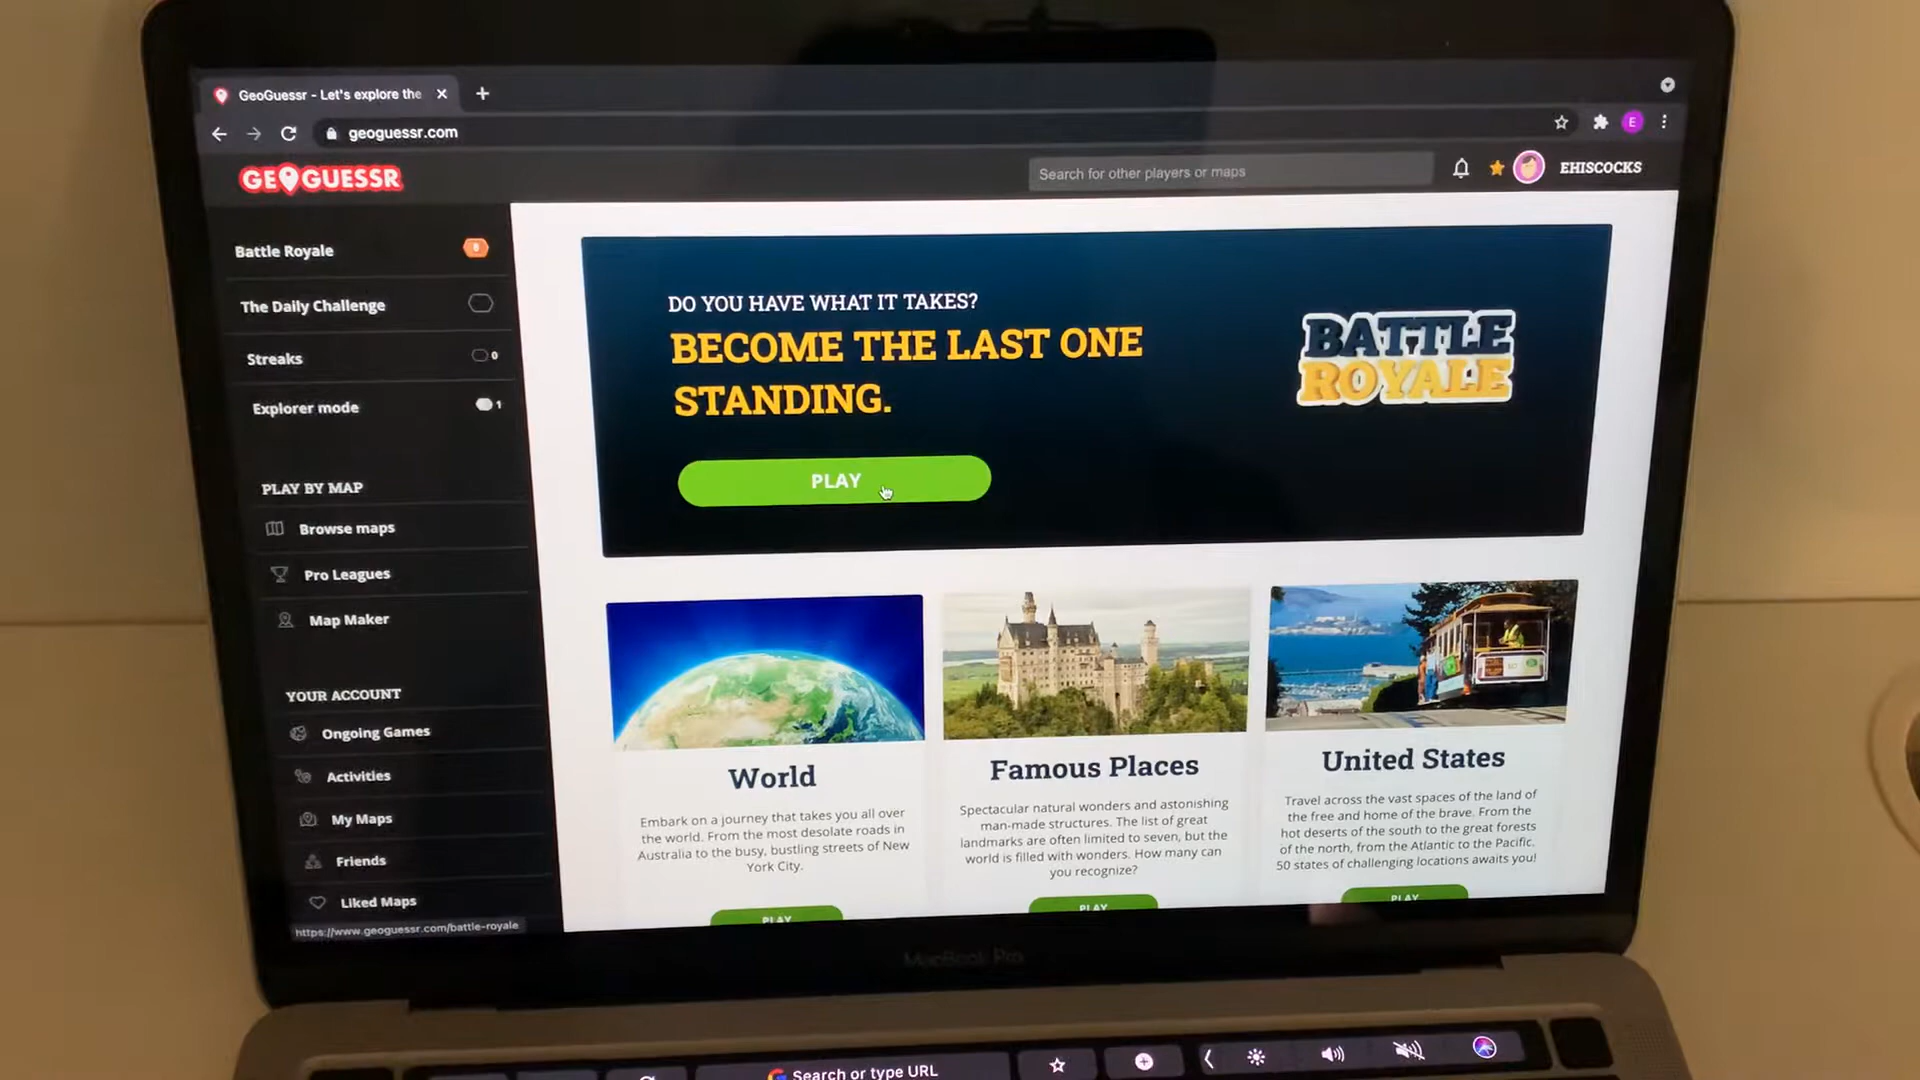 GeoGuessr - Let's explore the
geoguessr.com
GEOGUESSR
Search for other players or maps
EHISCOCKS
Battle Royale
The Daily Challenge
Streaks 0
Explorer mode 1
PLAY BY MAP
Browse maps
Pro Leagues
Map Maker
YOUR ACCOUNT
Ongoing Games
Activities
My Maps
Friends
Liked Maps
https://www.geoguessr.com/battle-royale
DO YOU HAVE WHAT IT TAKES?
BECOME THE LAST ONE
STANDING.
PLAY
BATTLE
ROYALE
World
Embark on a journey that takes you all over
the world. From the most desolate roads in
Australia to the busy, bustling streets of New
York City.
PLAY
Famous Places
Spectacular natural wonders and astonishing
man-made structures. The list of great
landmarks are often limited to seven, but the
world is filled with wonders. How many can
you recognize?
PLAY
United States
Travel across the vast spaces of the land of
the free and home of the brave. From the
hot deserts of the south to the great forests
of the north, from the Atlantic to the Pacific.
50 states of challenging locations awaits you!
PLAY
MacBook Pro
Search or type URL